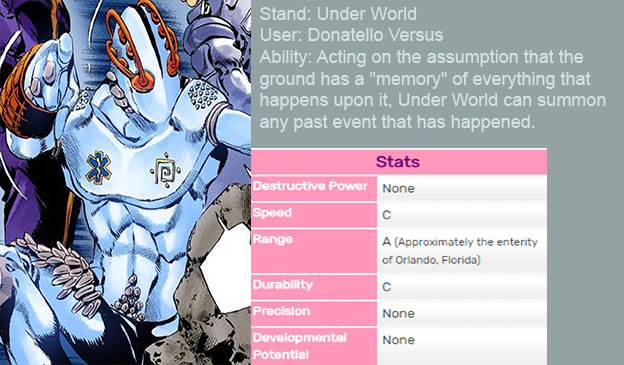 Stand: Under World
User: Donatello Versus
Ability: Acting on the assumption that the
ground has a "memory" of everything that
happens upon it, Under World can summon
any past event that has happened.
Stats
Destructive Power None
Speed C
Range A (Approximately the enterity
of Orlando, Florida)
Durability C
Precision None
Developmental None
Potential